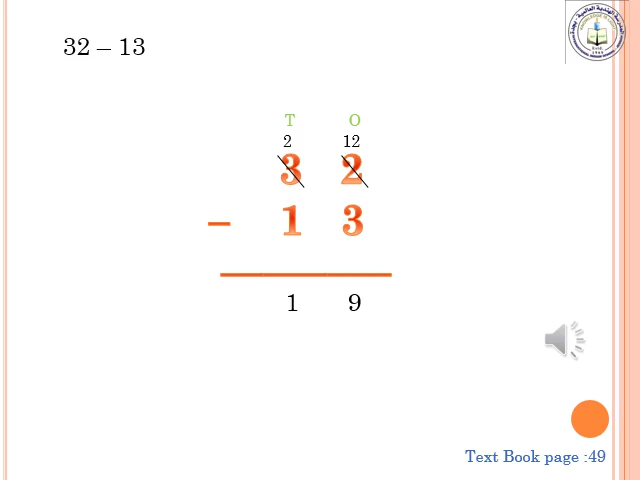 32 – 13
T O
2 12
3 2
– 1 3
1 9
Text Book page :49